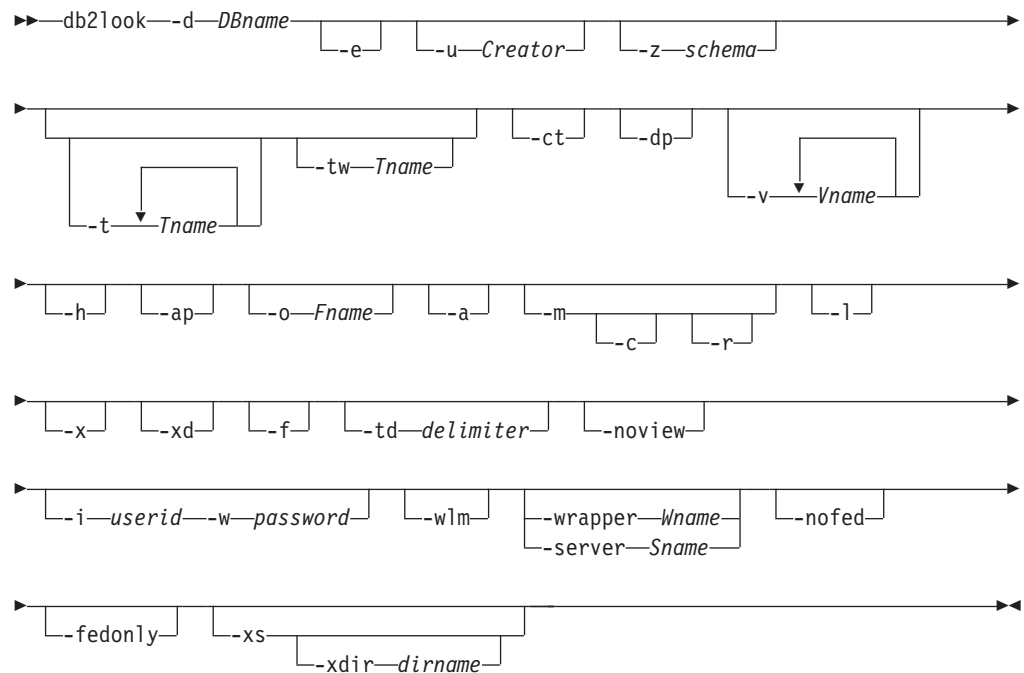 db2look -d DBname -e -u Creator -z schema
-t Tname -tw Tname -ct -dp -v Vname
-h -ap -o Fname -a -m -c -r -l
-x -xd -f -td delimiter -noview
-i userid -w password -wlm -wrapper Wname -nofed
-server Sname
-fedonly -xs
-xdir dirname